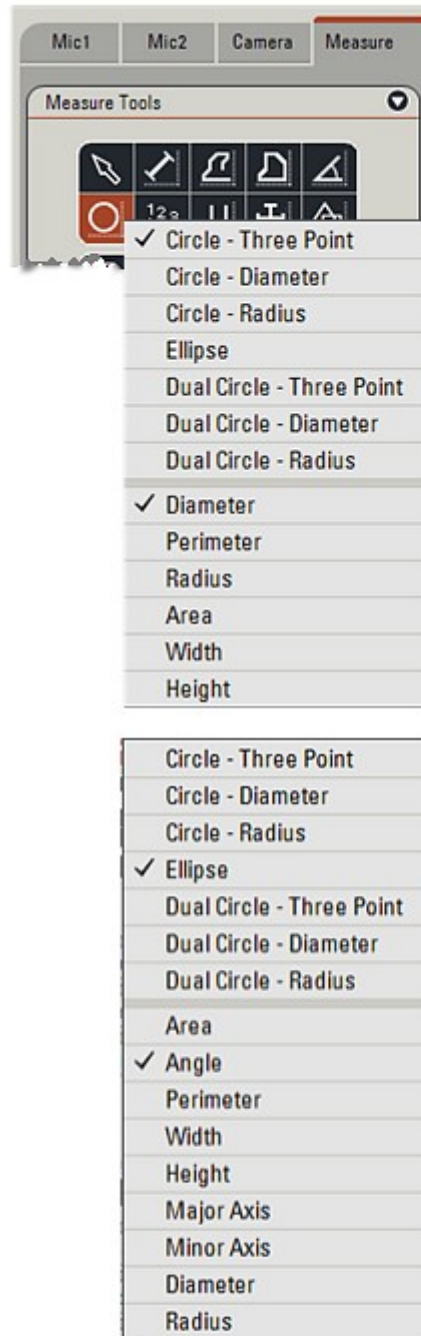 Mic1 Mic2 Camera Measure
Measure Tools
123
Circle - Three Point
Circle - Diameter
Circle - Radius
Ellipse
Dual Circle - Three Point
Dual Circle - Diameter
Dual Circle - Radius
Diameter
Perimeter
Radius
Area
Width
Height
Circle - Three Point
Circle - Diameter
Circle - Radius
Ellipse
Dual Circle - Three Point
Dual Circle - Diameter
Dual Circle - Radius
Area
Angle
Perimeter
Width
Height
Major Axis
Minor Axis
Diameter
Radius